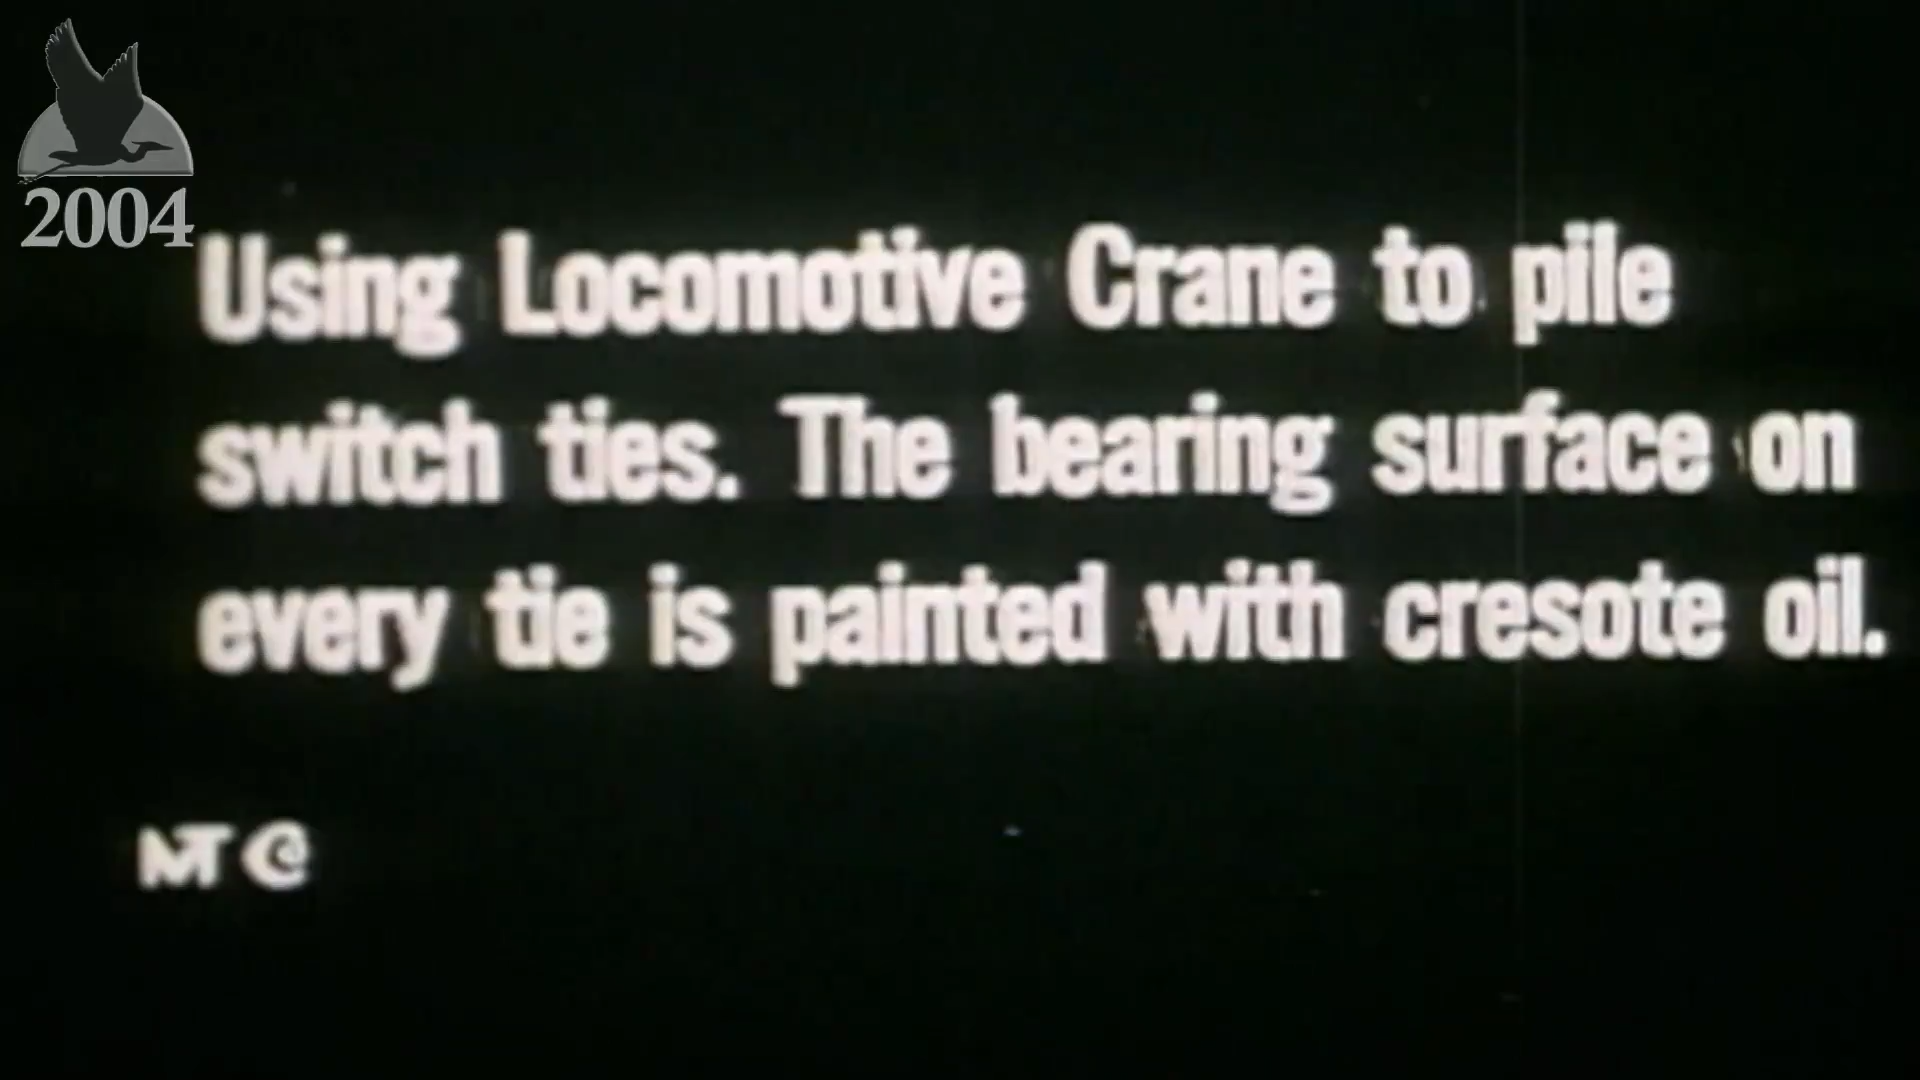 2004
Using Locomotive Crane to pile
switch ties. The bearing surface on
every tie is painted with cresote oil.
MTC